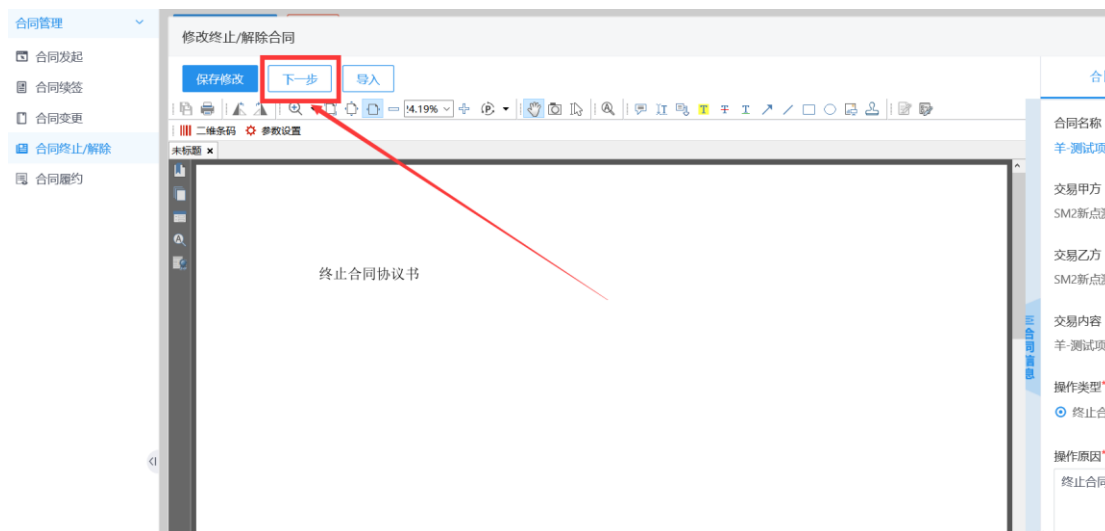 合同管理
合同发起
合同续签
合同变更
合同终止/解除
合同履约
修改终止/解除合同
保存修改
下一步
导入
24.19%
二维条码 参数设置
未标题 ×
终止合同协议书
合同信息
合同名称
羊-测试项
交易甲方
SM2新点
交易乙方
SM2新点
交易内容
羊-测试项
操作类型*
终止合
操作原因*
终止合同